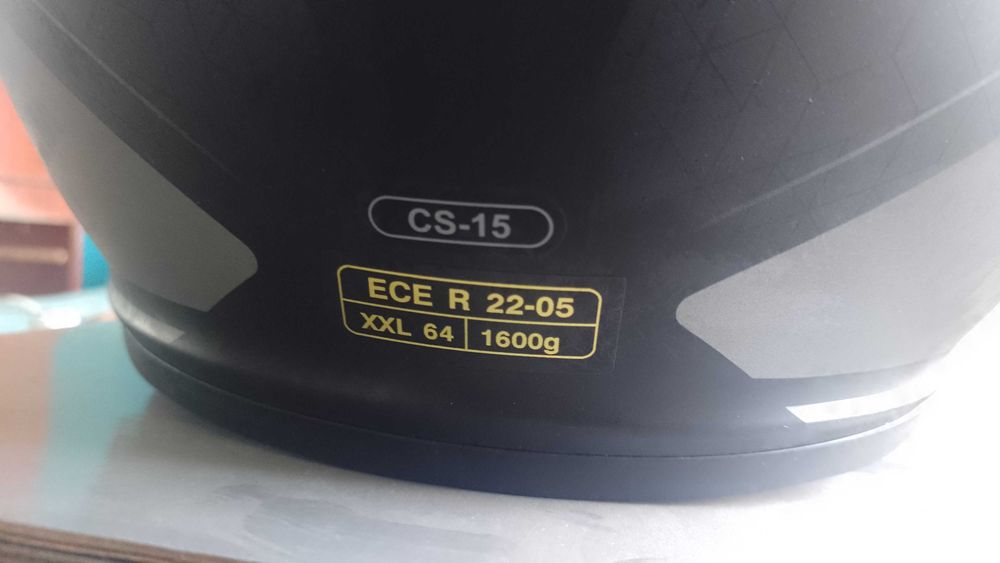 CS-15
ECE R 22-05
XXL 64 1600g